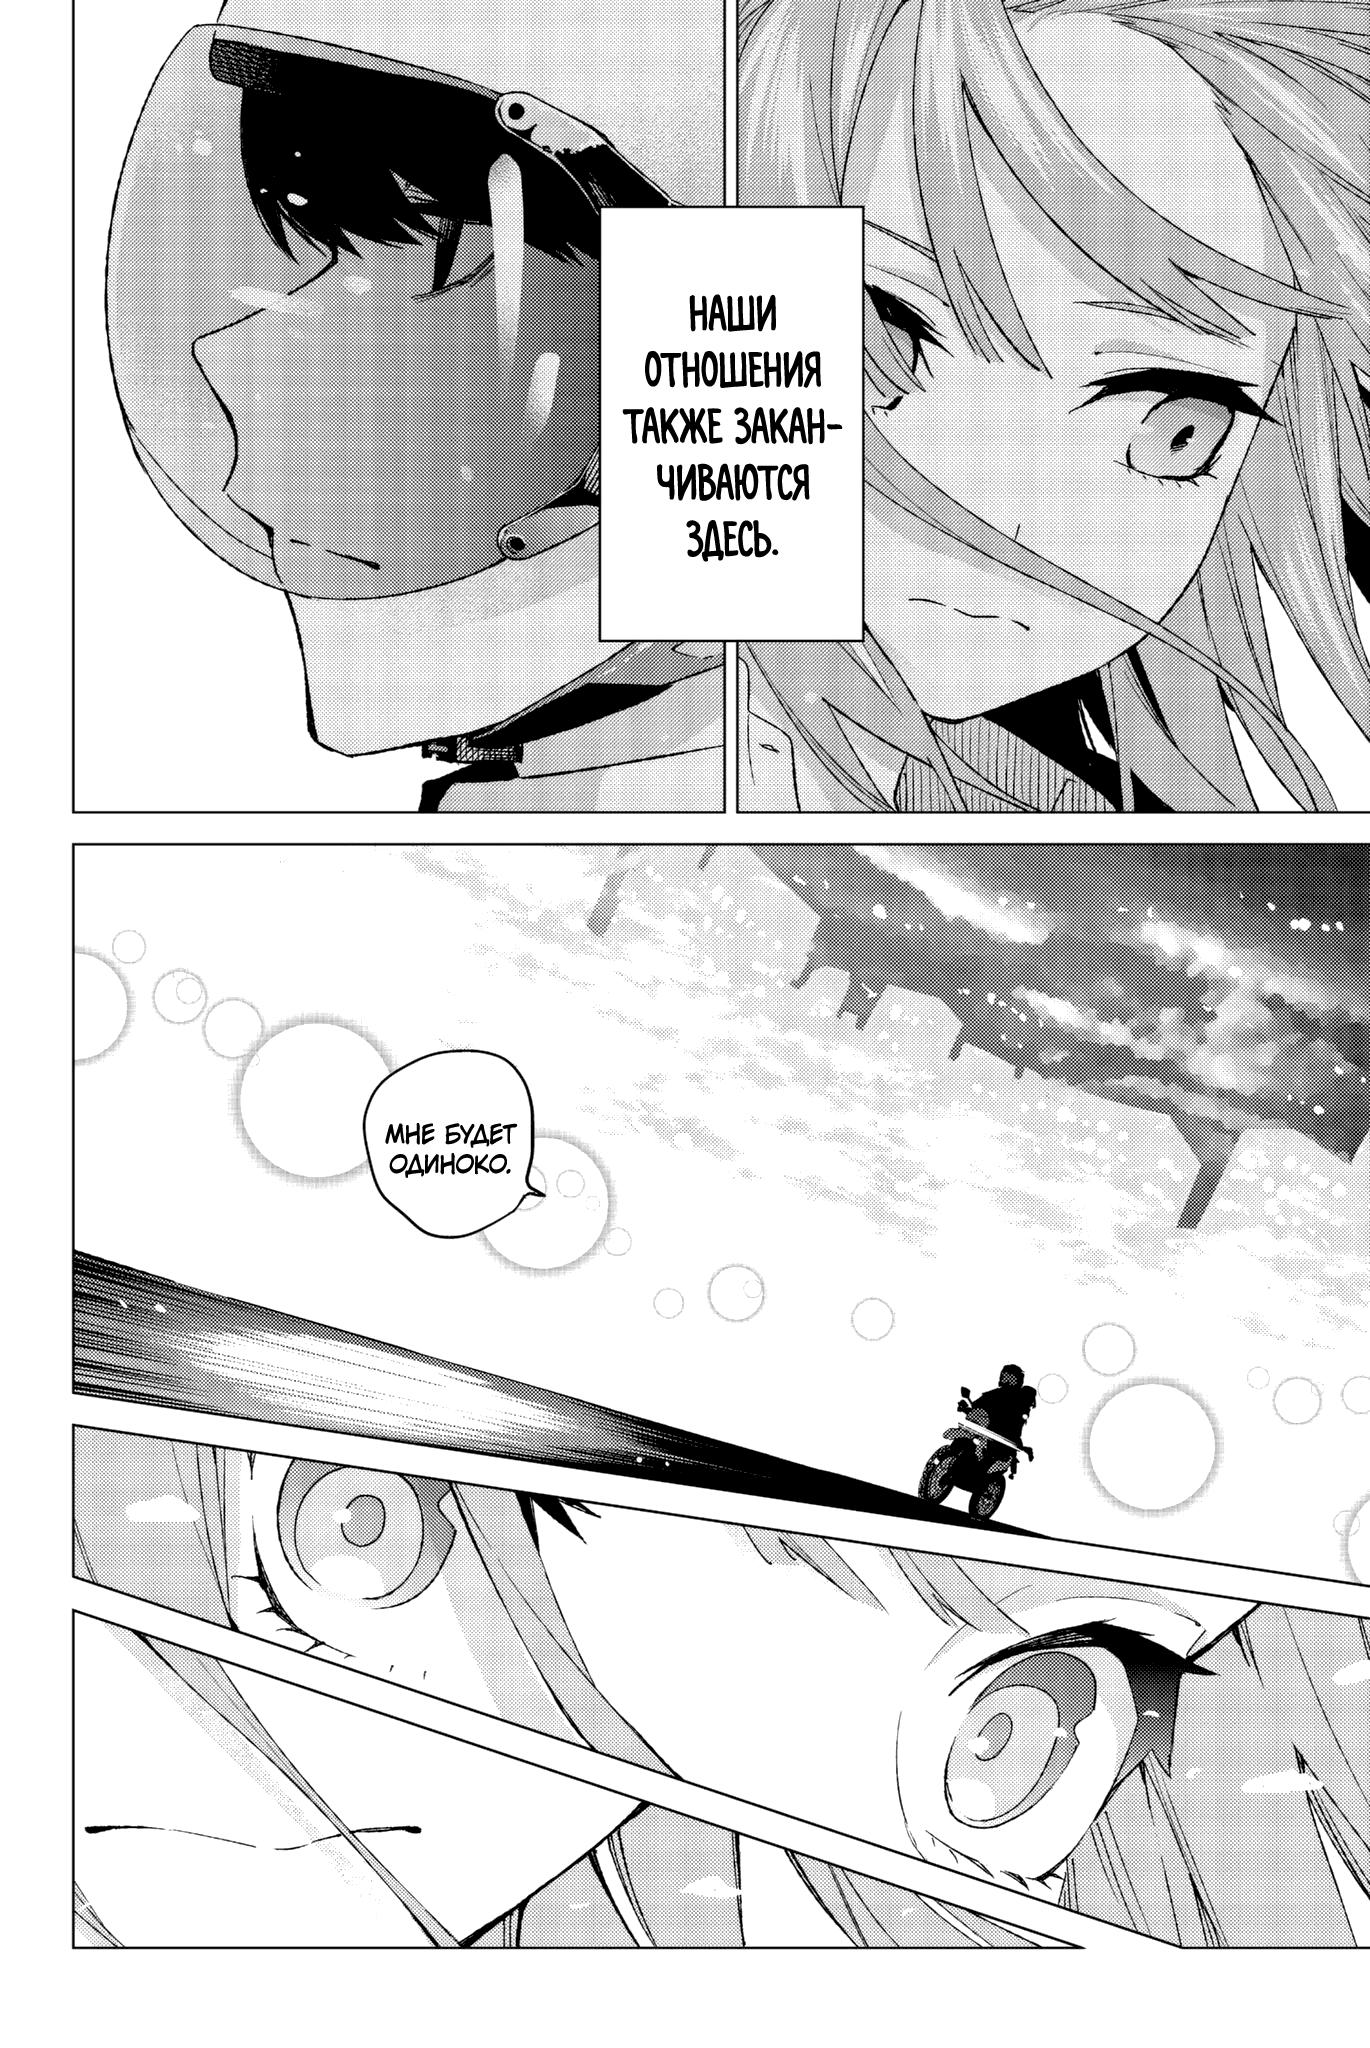 НАШИ
ОТНОШЕНИЯ
ТАКЖЕ ЗАКАН-
ЧИВАЮТСЯ
ЗДЕСЬ.
МНЕ БУДЕТ
ОДИНОКО.